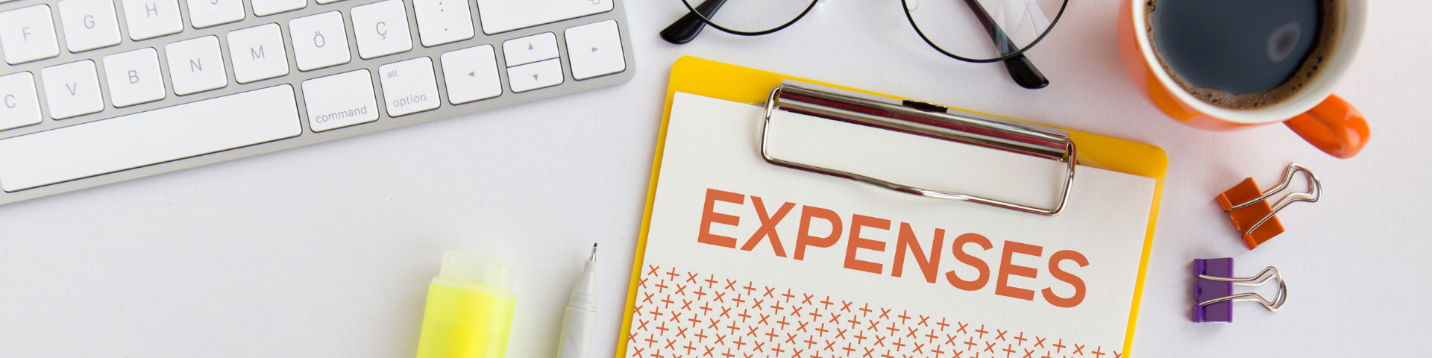 F G H J
C V B N M Ö Ç : .
command
alt
option
EXPENSES